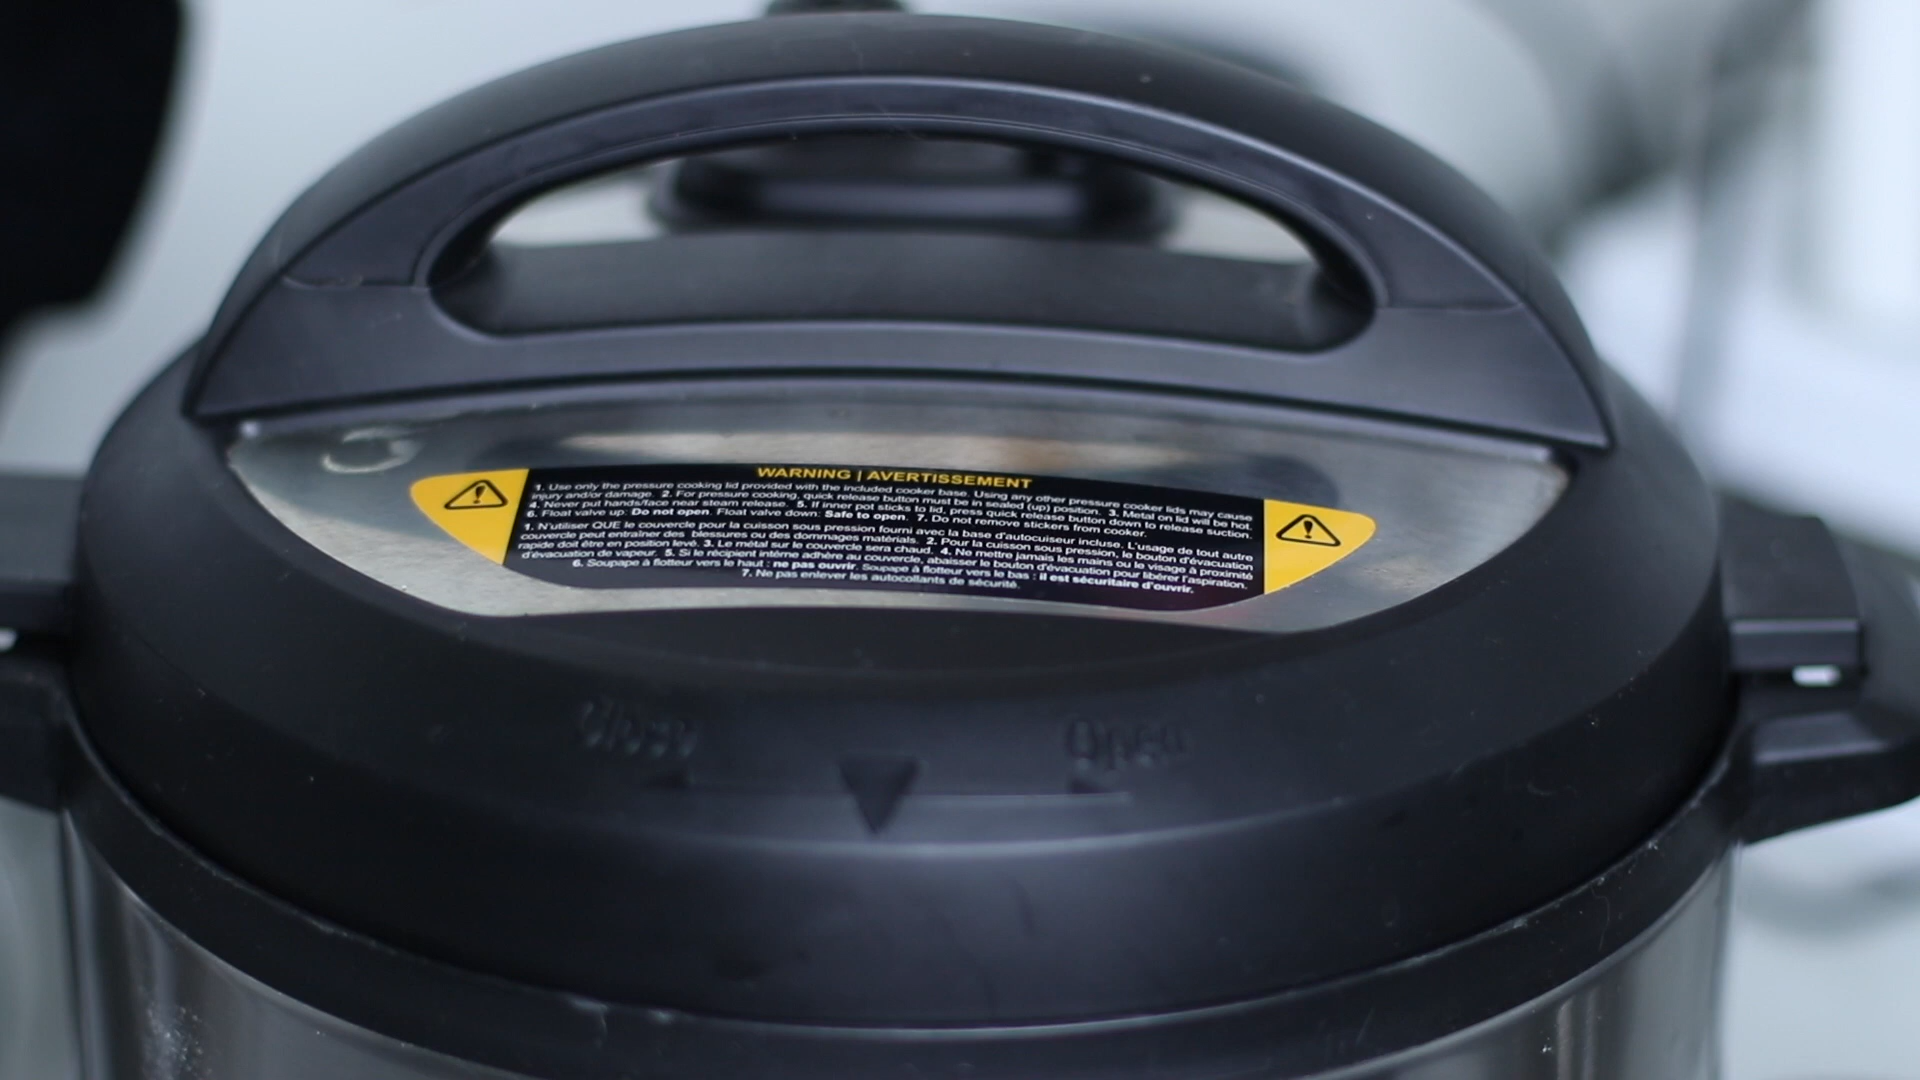 WARNING | AVERTISSEMENT
1. Use only the pressure cooking lid provided with the included cooker base. Using any other pressure cooker lids may cause
injury and/or damage. 2. For pressure cooking, quick release button must be in sealed (up) position. 3. Metal on lid will be hot.
4. Never put hands/face near steam release. 5. If inner pot sticks to lid, press quick release button down to release suction.
6. Float valve up: Do not open. Float valve down: Safe to open. 7. Do not remove stickers from cooker.
1. N'utiliser QUE le couvercle pour la cuisson sous pression fourni avec la base d'autocuiseur incluse. L'usage de tout autre
couvercle peut entraîner des blessures ou des dommages matériels. 2. Pour la cuisson sous pression, le bouton d'évacuation
rapide doit être en position levé. 3. Le métal sur le couvercle sera chaud. 4. Ne mettre jamais les mains ou le visage à proximité
d'évacuation de vapeur. 5. Si le récipient interne adhère au couvercle, abaisser le bouton d'évacuation pour libérer l'aspiration.
6. Soupape à flotteur vers le haut : ne pas ouvrir. Soupape à flotteur vers le bas : il est sécuritaire d'ouvrir.
7. Ne pas enlever les autocollants de sécurité.
Close Open